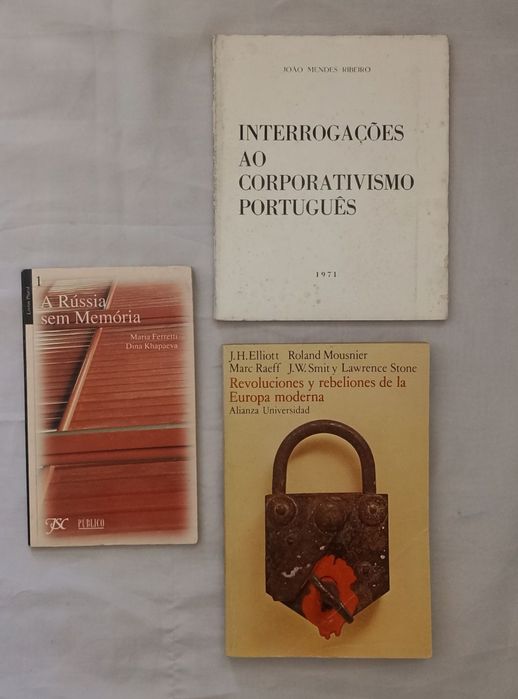 JOÃO MENDES RIBEIRO
INTERROGAÇÕES
AO
CORPORATIVISMO
PORTUGUÊS
1971
1
A Rússia
sem Memória
Maria Ferretti
Dina Khapaeva
PÚBLICO
J.H. Elliott Roland Mousnier
Marc Raeff J.W. Smit y Lawrence Stone
Revoluciones y rebeliones de la
Europa moderna
Alianza Universidad